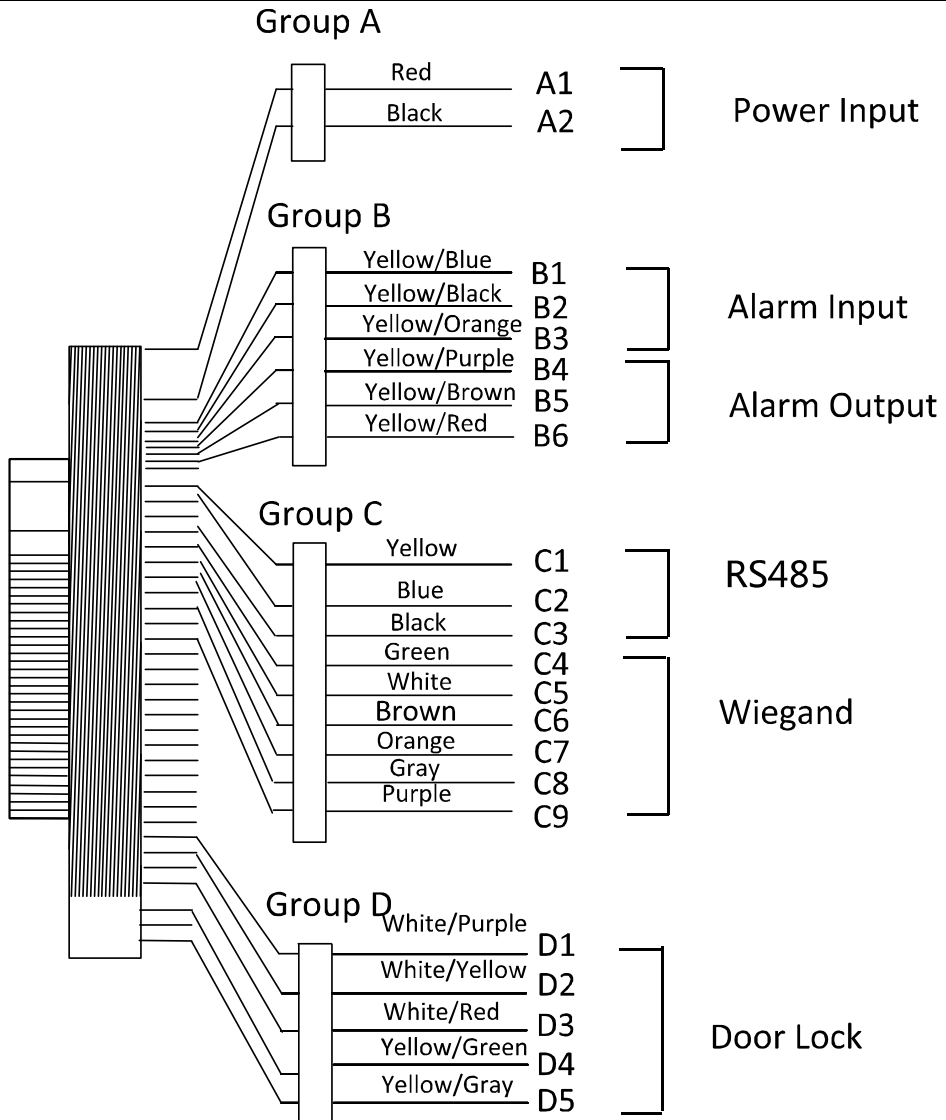 Group A
Red A1
Black A2
Power Input
Group B
Yellow/Blue B1
Yellow/Black B2
Yellow/Orange B3
Alarm Input
Yellow/Purple B4
Yellow/Brown B5
Yellow/Red B6
Alarm Output
Group C
Yellow C1
Blue C2
Black C3
RS485
Green C4
White C5
Brown C6
Orange C7
Gray C8
Purple C9
Wiegand
Group D
White/Purple D1
White/Yellow D2
White/Red D3
Yellow/Green D4
Yellow/Gray D5
Door Lock